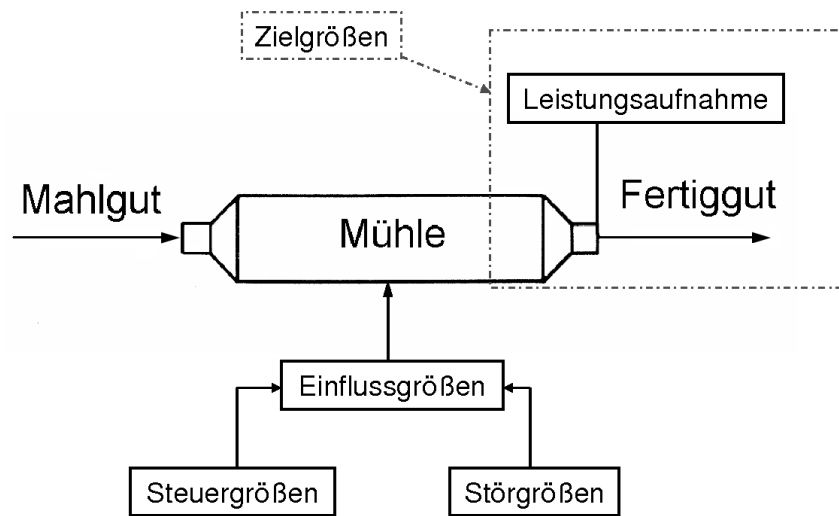 Zielgrößen
Leistungsaufnahme
Mahlgut
Mühle
Fertiggut
Einflussgrößen
Steuergrößen
Störgrößen